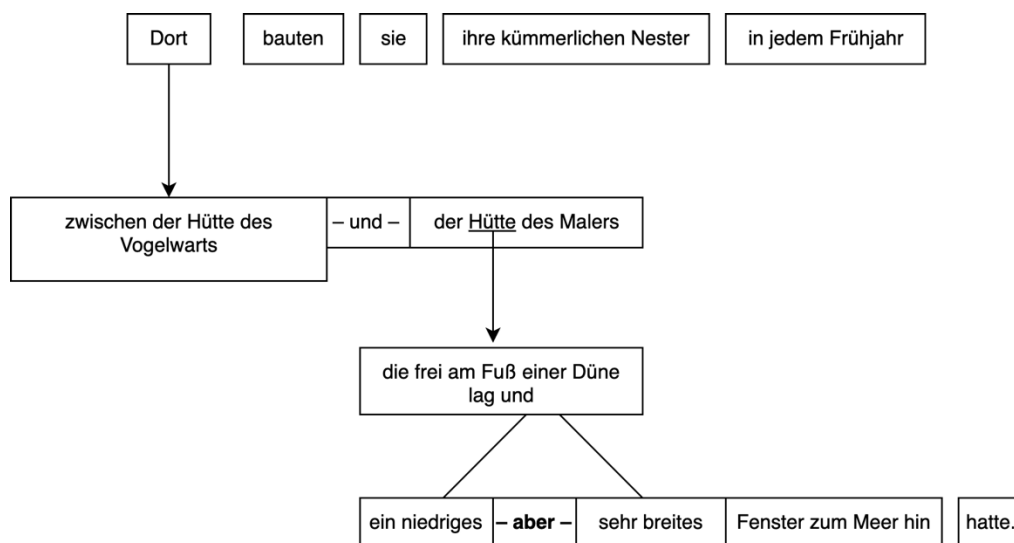 Dort bauten sie ihre kümmerlichen Nester in jedem Frühjahr
zwischen der Hütte des – und – der Hütte des Malers
Vogelwarts
die frei am Fuß einer Düne
lag und
ein niedriges – aber – sehr breites Fenster zum Meer hin hatte.